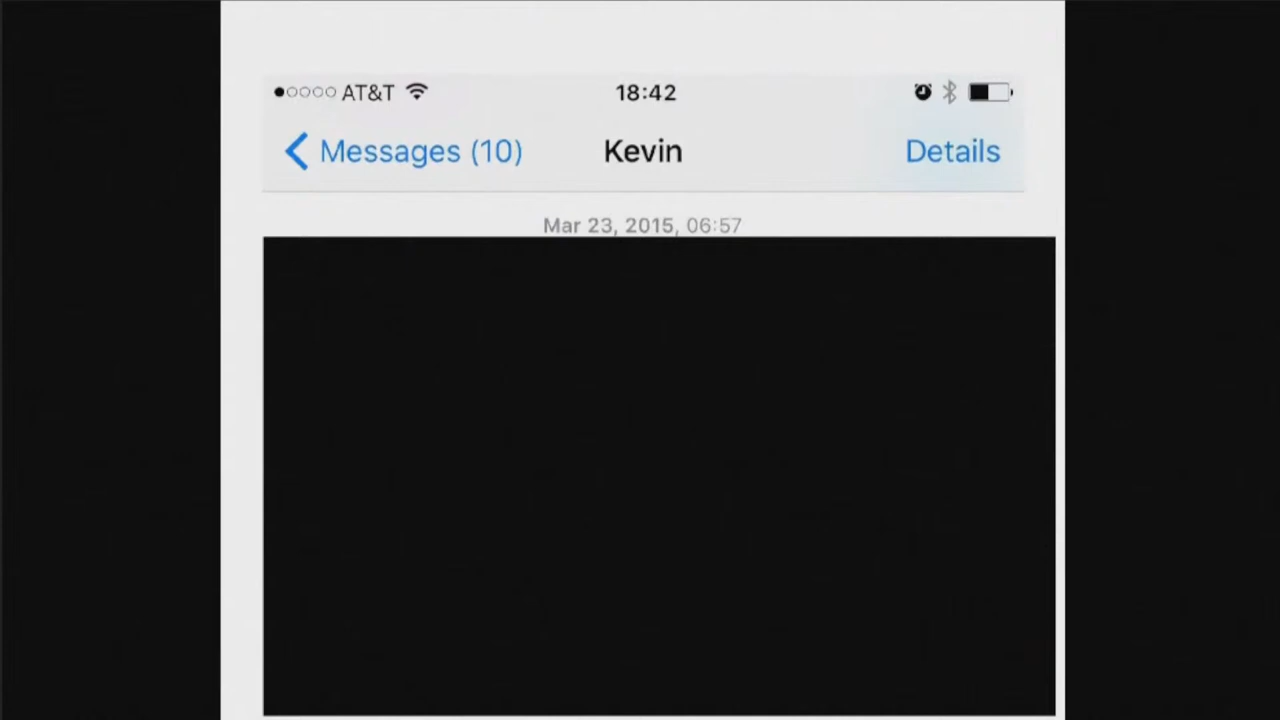 AT&T 18:42
Messages (10) Kevin Details
Mar 23, 2015, 06:57